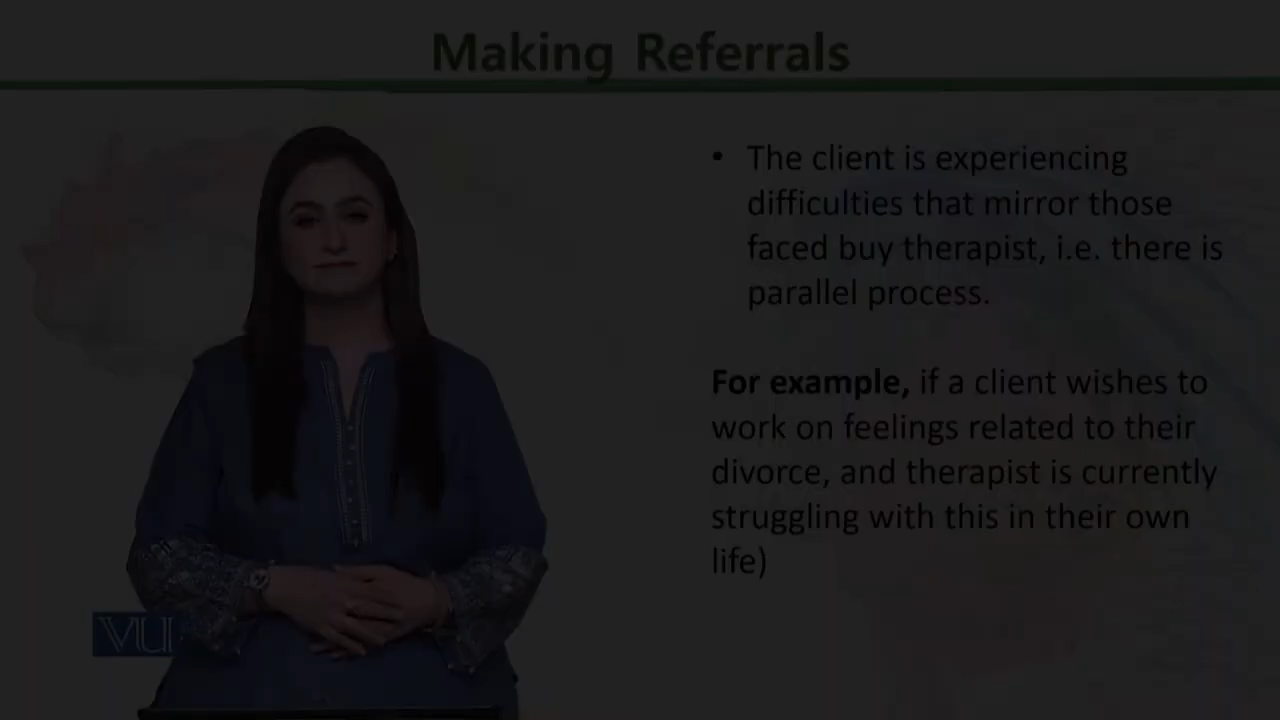 Making Referrals
• The client is experiencing
difficulties that mirror those
faced buy therapist, i.e. there is
parallel process.
For example, if a client wishes to
work on feelings related to their
divorce, and therapist is currently
struggling with this in their own
life)
VU